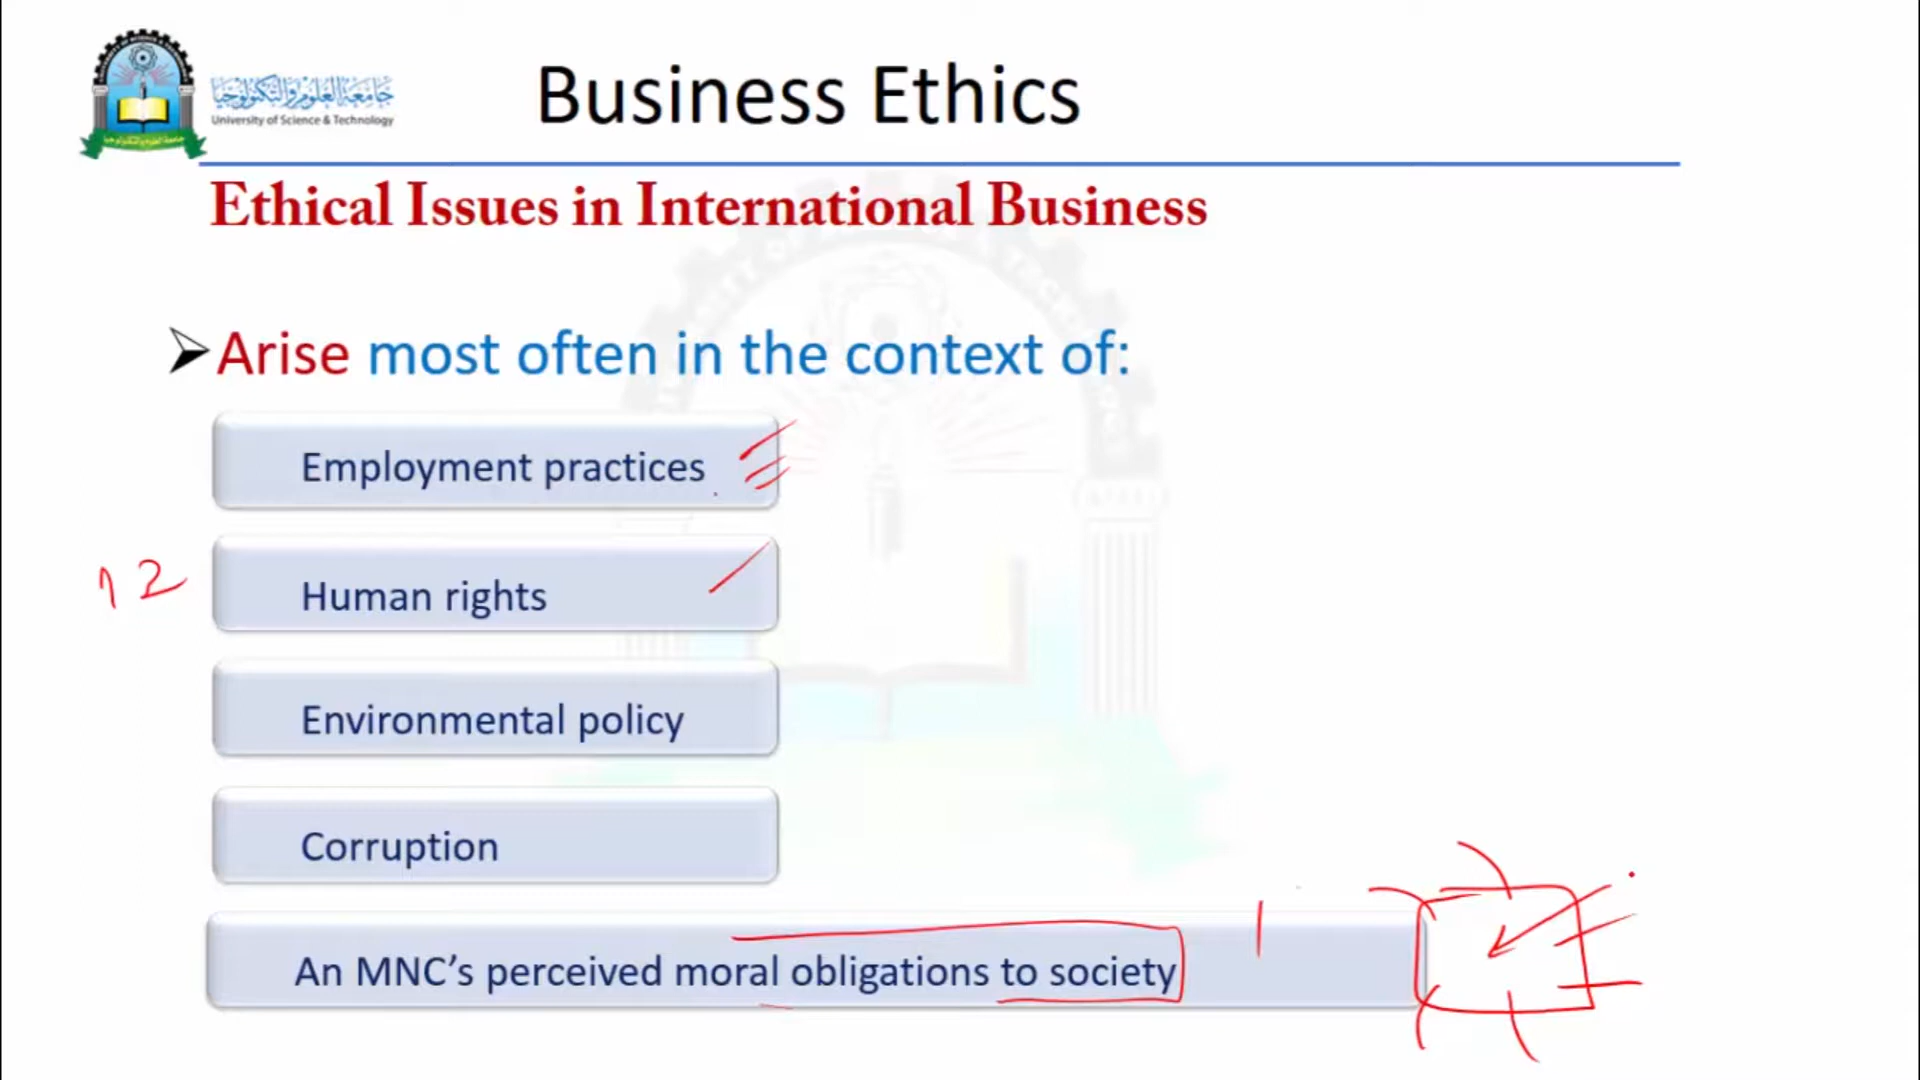 جامعة العلوم والتكنولوجيا
University of Science & Technology
Business Ethics
Ethical Issues in International Business
Arise most often in the context of:
Employment practices
12
Human rights
Environmental policy
Corruption
An MNC’s perceived moral obligations to society